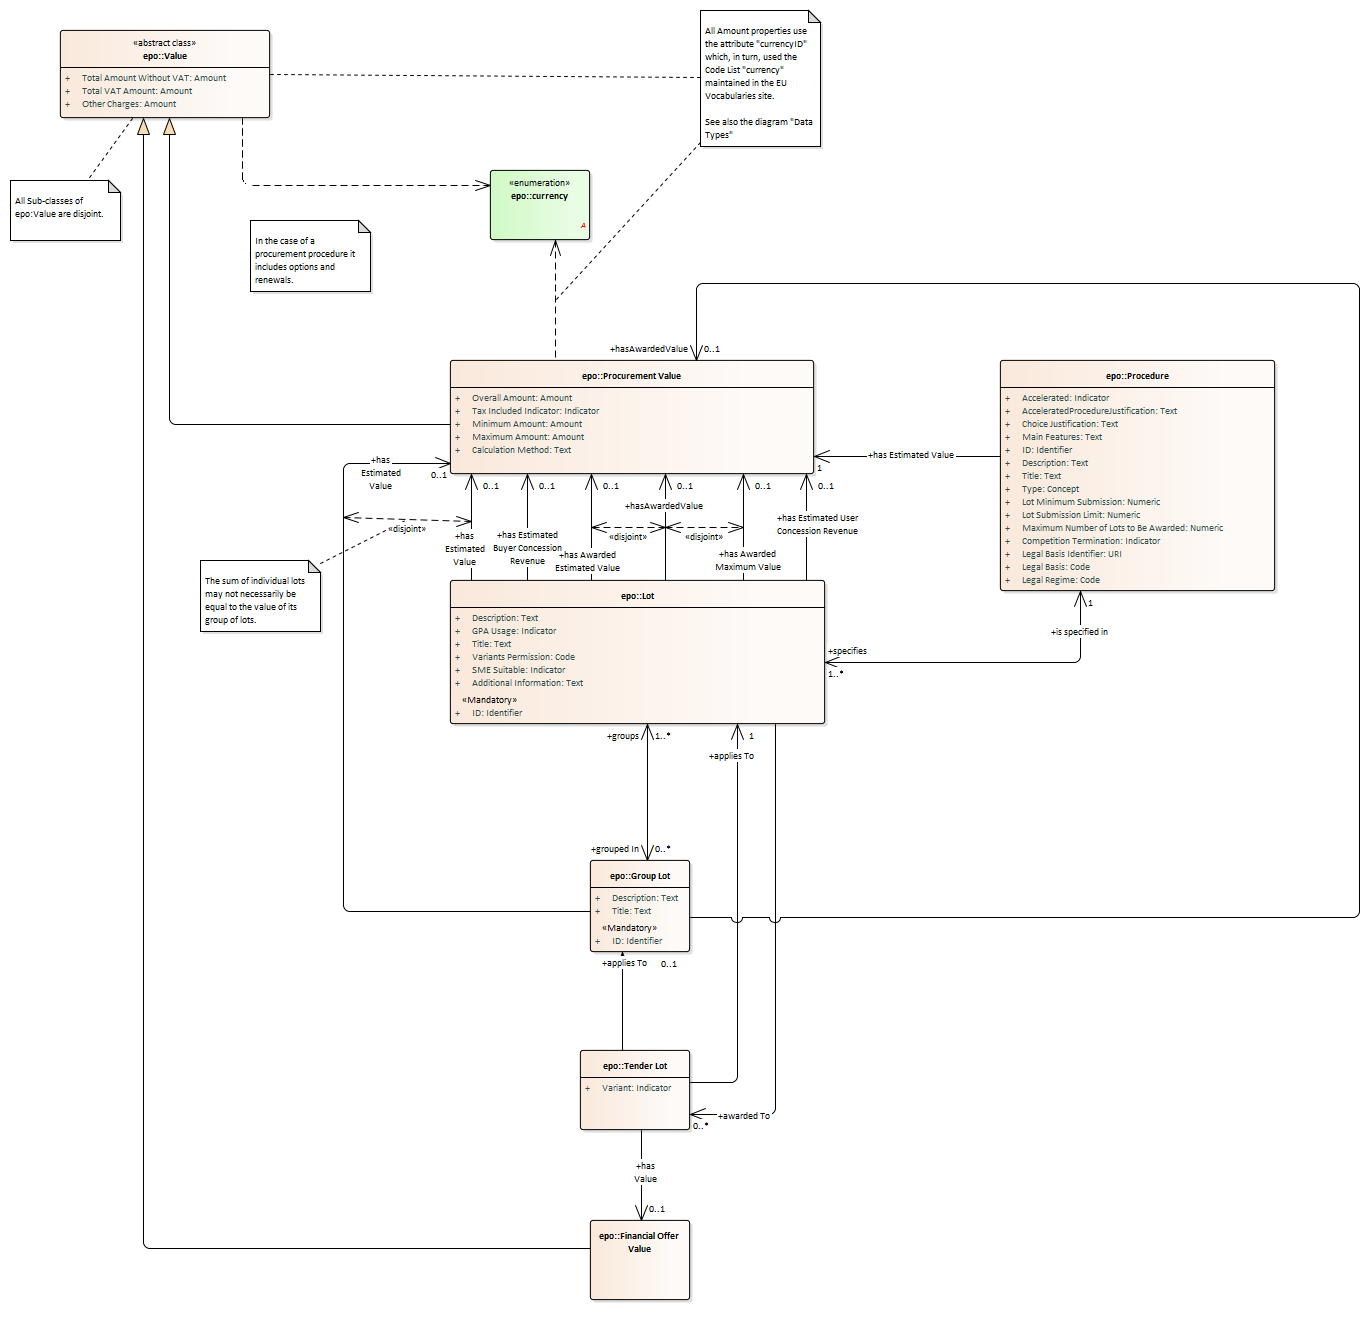 «abstract class»
epo::Value
+ Total Amount Without VAT: Amount
+ Total VAT Amount: Amount
+ Other Charges: Amount
All Amount properties use
the attribute "currencyID"
which, in turn, used the
Code List "currency"
maintained in the EU
Vocabularies site.
See also the diagram "Data
Types"
All Sub-classes of
epo:Value are disjoint.
«enumeration»
epo::currency
A
In the case of a
procurement procedure it
includes options and
renewals.
+hasAwardedValue 0..1
epo::Procurement Value
+ Overall Amount: Amount
+ Tax Included Indicator: Indicator
+ Minimum Amount: Amount
+ Maximum Amount: Amount
+ Calculation Method: Text
epo::Procedure
+ Accelerated: Indicator
+ AcceleratedProcedureJustification: Text
+ Choice Justification: Text
+ Main Features: Text
+ ID: Identifier
+ Description: Text
+ Title: Text
+ Type: Concept
+ Lot Minimum Submission: Numeric
+ Lot Submission Limit: Numeric
+ Maximum Number of Lots to Be Awarded: Numeric
+ Competition Termination: Indicator
+ Legal Basis Identifier: URI
+ Legal Basis: Code
+ Legal Regime: Code
+has Estimated Value
1
+has
Estimated
Value
0..1
0..1
0..1
0..1
0..1
0..1
0..1
+hasAwardedValue
+has Estimated User
Concession Revenue
«disjoint»
+has
Estimated
Value
+has Estimated
Buyer Concession
Revenue
«disjoint»
«disjoint»
+has Awarded
Estimated Value
+has Awarded
Maximum Value
The sum of individual lots
may not necessarily be
equal to the value of its
group of lots.
epo::Lot
+ Description: Text
+ GPA Usage: Indicator
+ Title: Text
+ Variants Permission: Code
+ SME Suitable: Indicator
+ Additional Information: Text
«Mandatory»
+ ID: Identifier
1
+is specified in
+specifies
1..*
+groups 1..*
1
+applies To
+grouped In 0..*
epo::Group Lot
+ Description: Text
+ Title: Text
«Mandatory»
+ ID: Identifier
+applies To 0..1
epo::Tender Lot
+ Variant: Indicator
+awarded To
0..*
+has
Value
0..1
epo::Financial Offer
Value